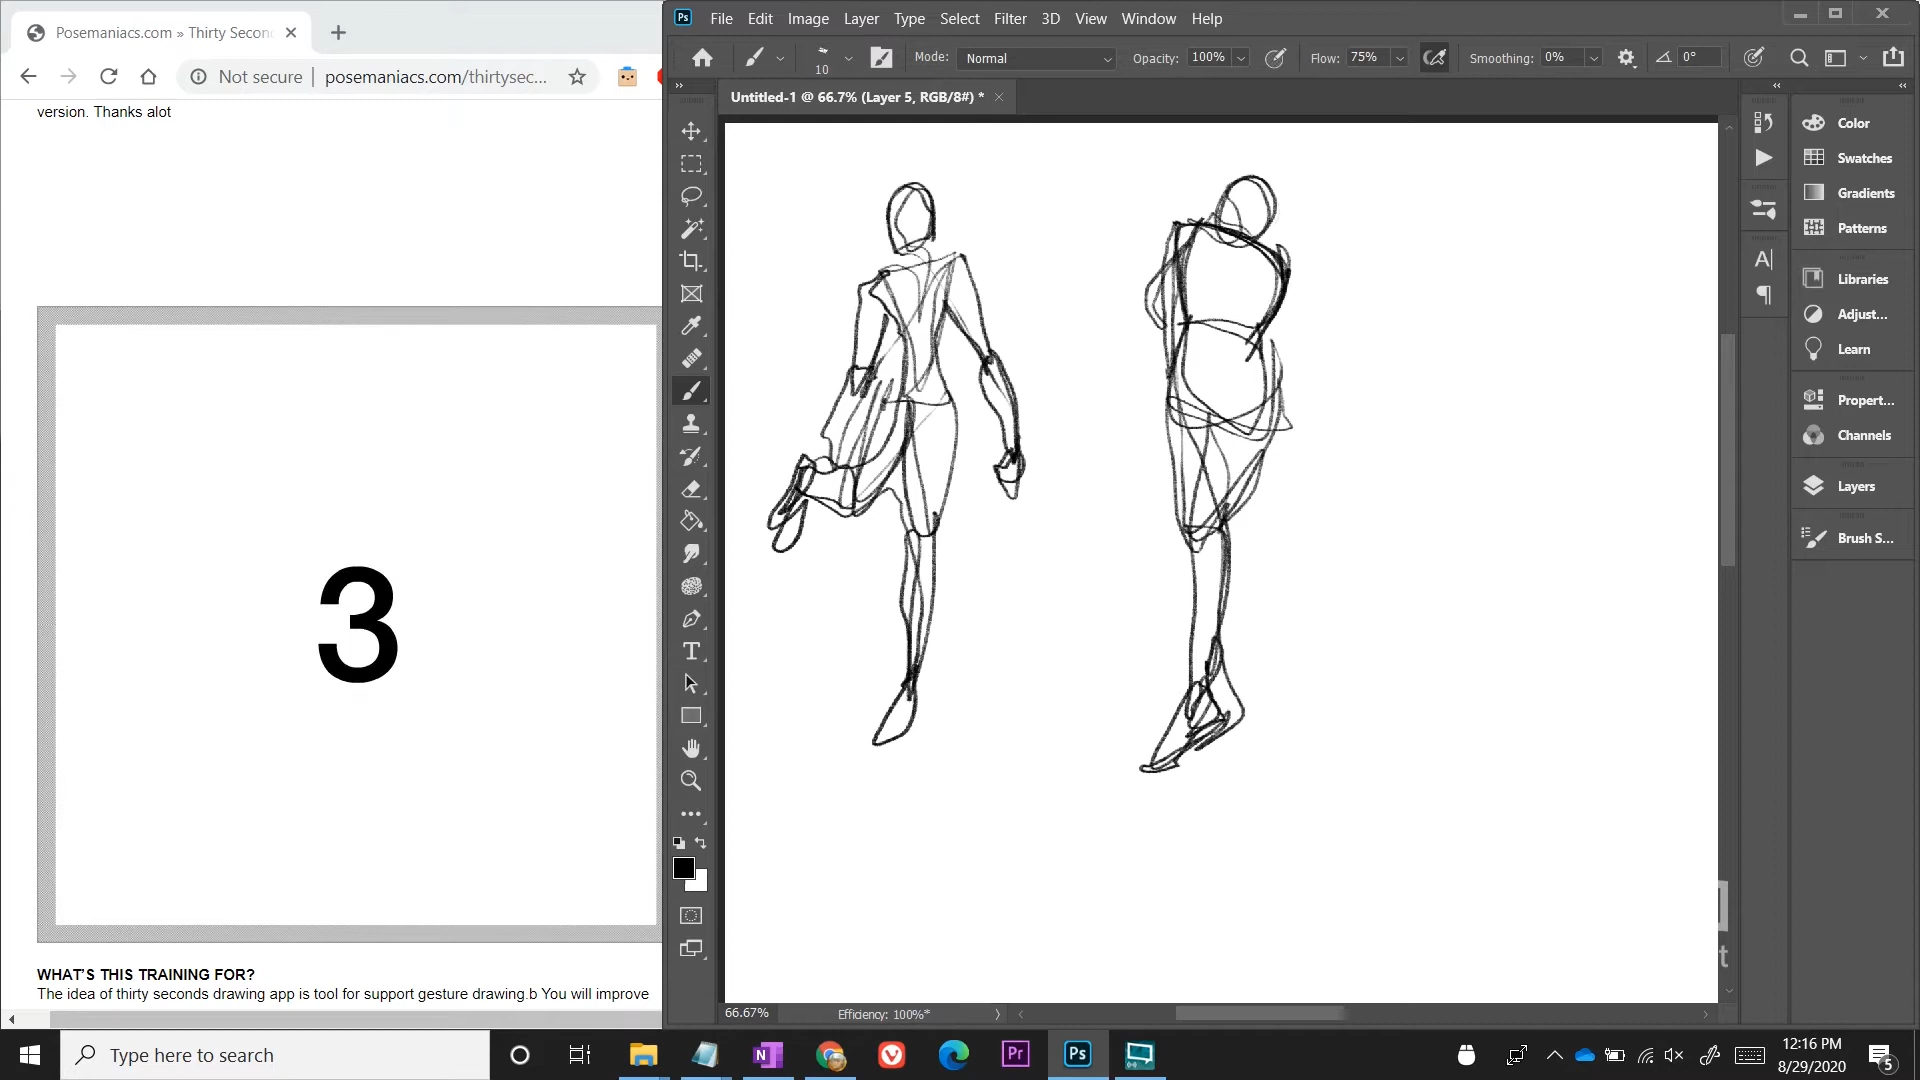 Posemaniacs.com » Thirty Secon
Not secure | posemaniacs.com/thirtysec...
version. Thanks alot
3
WHAT'S THIS TRAINING FOR?
The idea of thirty seconds drawing app is tool for support gesture drawing.b You will improve
Ps File Edit Image Layer Type Select Filter 3D View Window Help
10 Mode: Normal Opacity: 100% Flow: 75% Smoothing: 0% 0°
Untitled-1 @ 66.7% (Layer 5, RGB/8#) *
Color
Swatches
Gradients
Patterns
Libraries
Adjust...
Learn
Propert...
Channels
Layers
Brush S...
66.67% Efficiency: 100%*
Type here to search
N Pr Ps
12:16 PM
8/29/2020
5